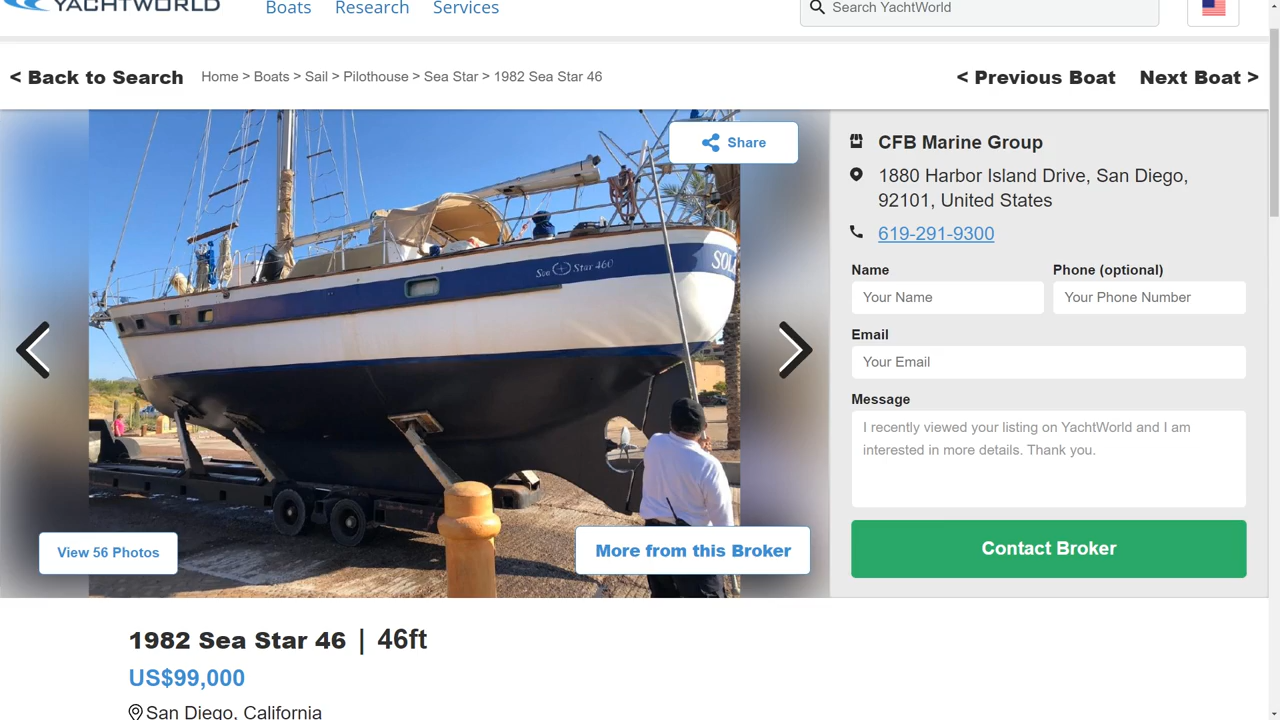 YACHTWORLD
Boats
Research
Services
Search YachtWorld
< Back to Search
Home > Boats > Sail > Pilothouse > Sea Star > 1982 Sea Star 46
< Previous Boat
Next Boat >
Share
Sea Star 460
SOL
View 56 Photos
More from this Broker
CFB Marine Group
1880 Harbor Island Drive, San Diego,
92101, United States
619-291-9300
Name
Phone (optional)
Your Name
Your Phone Number
Email
Your Email
Message
I recently viewed your listing on YachtWorld and I am
interested in more details. Thank you.
Contact Broker
1982 Sea Star 46 | 46ft
US$99,000
San Diego, California